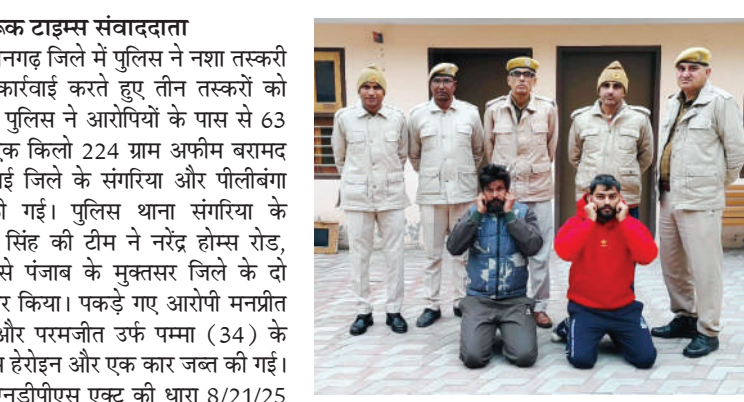 टाइम्स संवाददाता
जिले में पुलिस ने नशा तस्करी
कार्रवाई करते हुए तीन तस्करों को
पुलिस ने आरोपियों के पास से 63
किलो 224 ग्राम अफीम बरामद
जिले के संगरिया और पीलीबंगा
गई। पुलिस थाना संगरिया के
सिंह की टीम ने नरेंद्र होम्स रोड,
से पंजाब के मुक्तसर जिले के दो
किया। पकड़े गए आरोपी मनप्रीत
और परमजीत उर्फ पम्मा (34) के
हेरोइन और एक कार जब्त की गई।
एनडीपीएस एक्ट की धारा 8/21/25